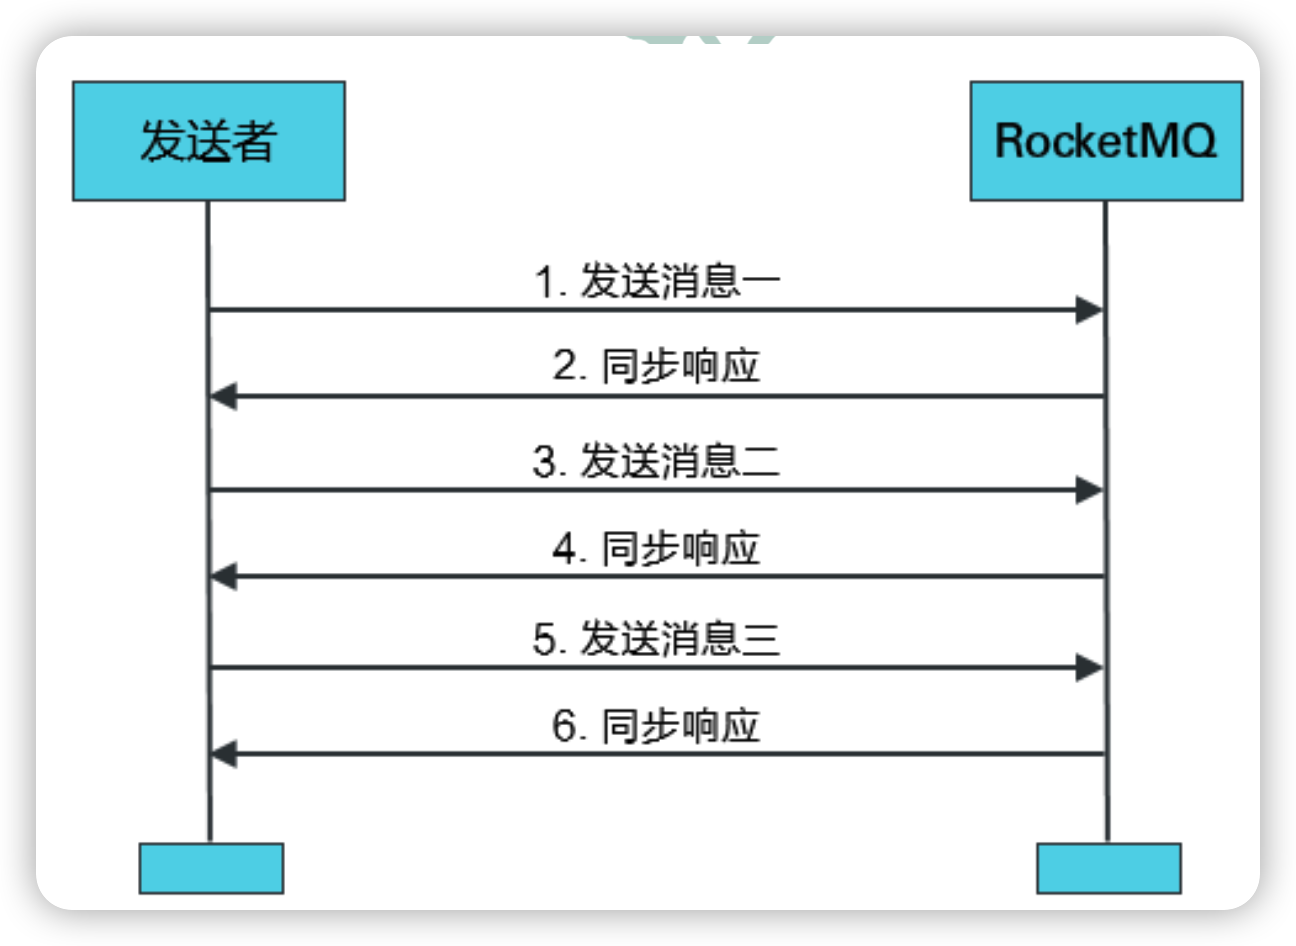 发送者
RocketMQ
1. 发送消息一
2. 同步响应
3. 发送消息二
4. 同步响应
5. 发送消息三
6. 同步响应